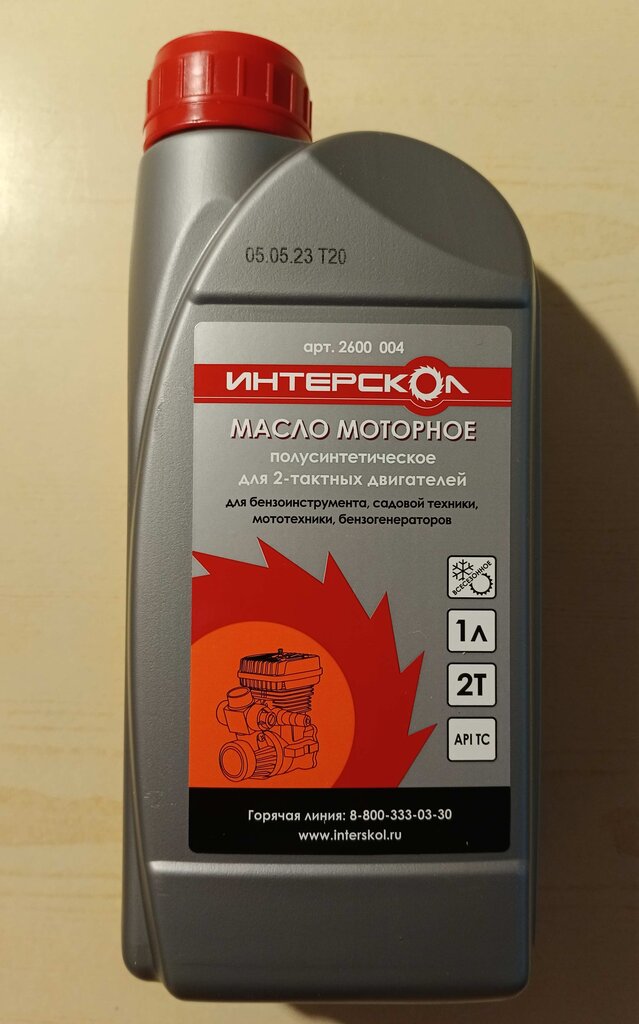 05.05.23 T20
арт. 2600 004
ИНТЕРСКОЛ
МАСЛО МОТОРНОЕ
полусинтетическое
для 2-тактных двигателей
для бензоинструмента, садовой техники,
мототехники, бензогенераторов
ВСЕСЕЗОННОЕ
1л
2Т
API TC
Горячая линия: 8-800-333-03-30
www.interskol.ru